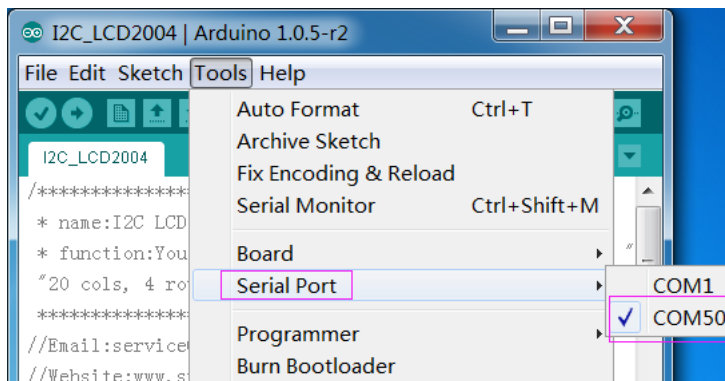 I2C_LCD2004 | Arduino 1.0.5-r2
File Edit Sketch Tools Help
Auto Format Ctrl+T
Archive Sketch
I2C_LCD2004
Fix Encoding & Reload
/***************
Serial Monitor Ctrl+Shift+M
* name:I2C LCD
* function:You
Board
"20 cols, 4 ro
Serial Port
COM1
COM50
***************
Programmer
//Email:service
Burn Bootloader
//Website:www.s